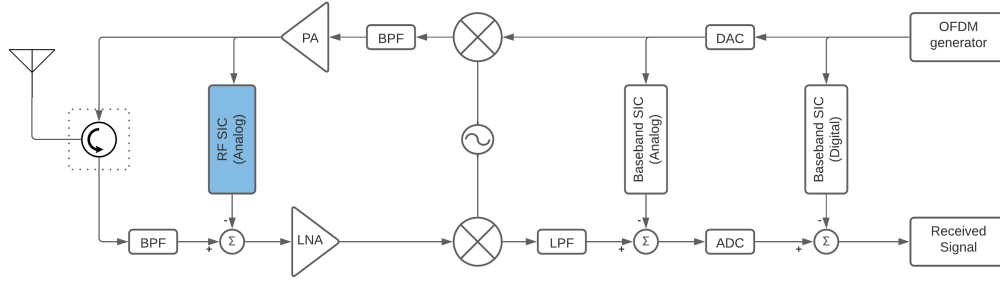 PA
BPF
DAC
OFDM
generator
RF SIC
(Analog)
Baseband SIC
(Analog)
Baseband SIC
(Digital)
BPF
-
+
Σ
LNA
LPF
-
+
Σ
ADC
-
+
Σ
Received
Signal